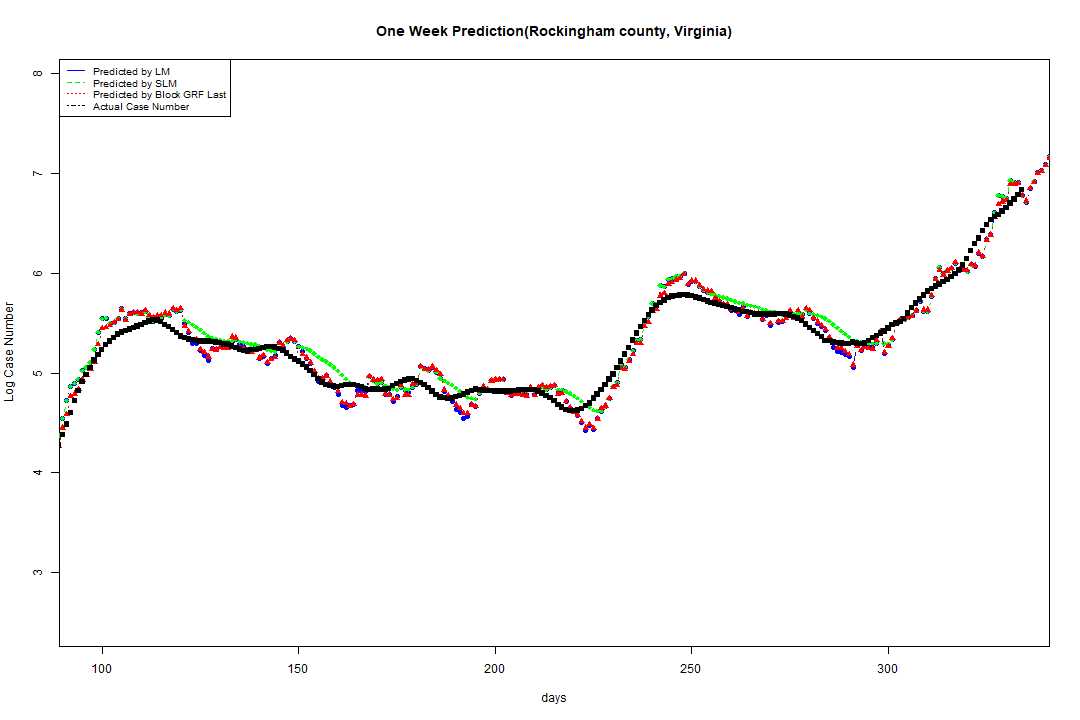 One Week Prediction(Rockingham county, Virginia)
Predicted by LM
Predicted by SLM
Predicted by Block GRF Last
Actual Case Number
8
7
6
5
4
3
Log Case Number
100 150 200 250 300
days